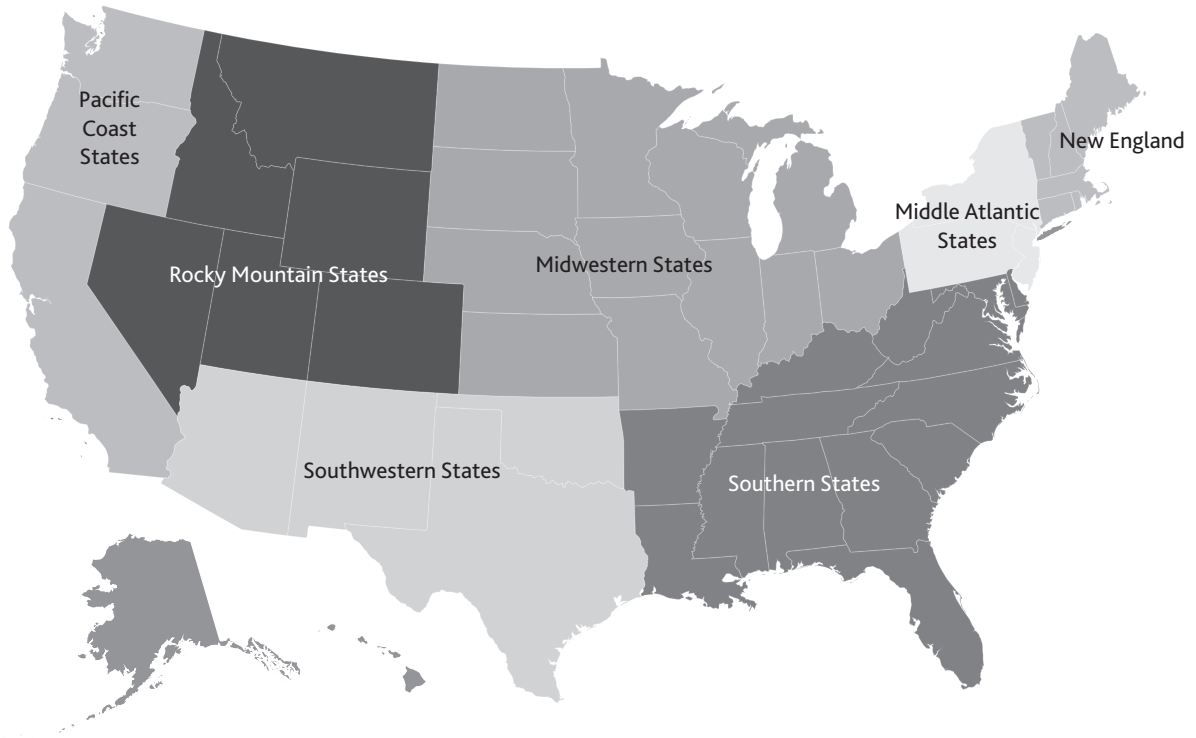 Pacific
Coast
States
New England
Middle Atlantic
States
Rocky Mountain States
Midwestern States
Southwestern States
Southern States